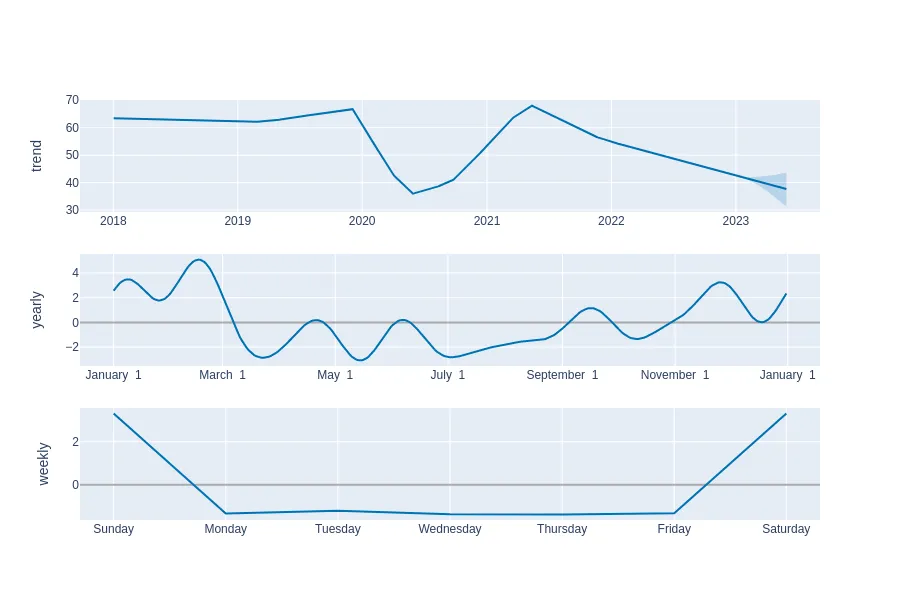 trend
70
60
50
40
30
2018 2019 2020 2021 2022 2023
yearly
4
2
0
−2
January 1 March 1 May 1 July 1 September 1 November 1 January 1
weekly
2
0
Sunday Monday Tuesday Wednesday Thursday Friday Saturday